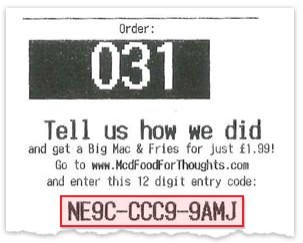 Order:
031
Tell us how we did
and get a Big Mac & Fries for just £1.99!
Go to www.McdFoodForThoughts.com
and enter this 12 digit entry code:
NE9C-CCC9-9AMJ